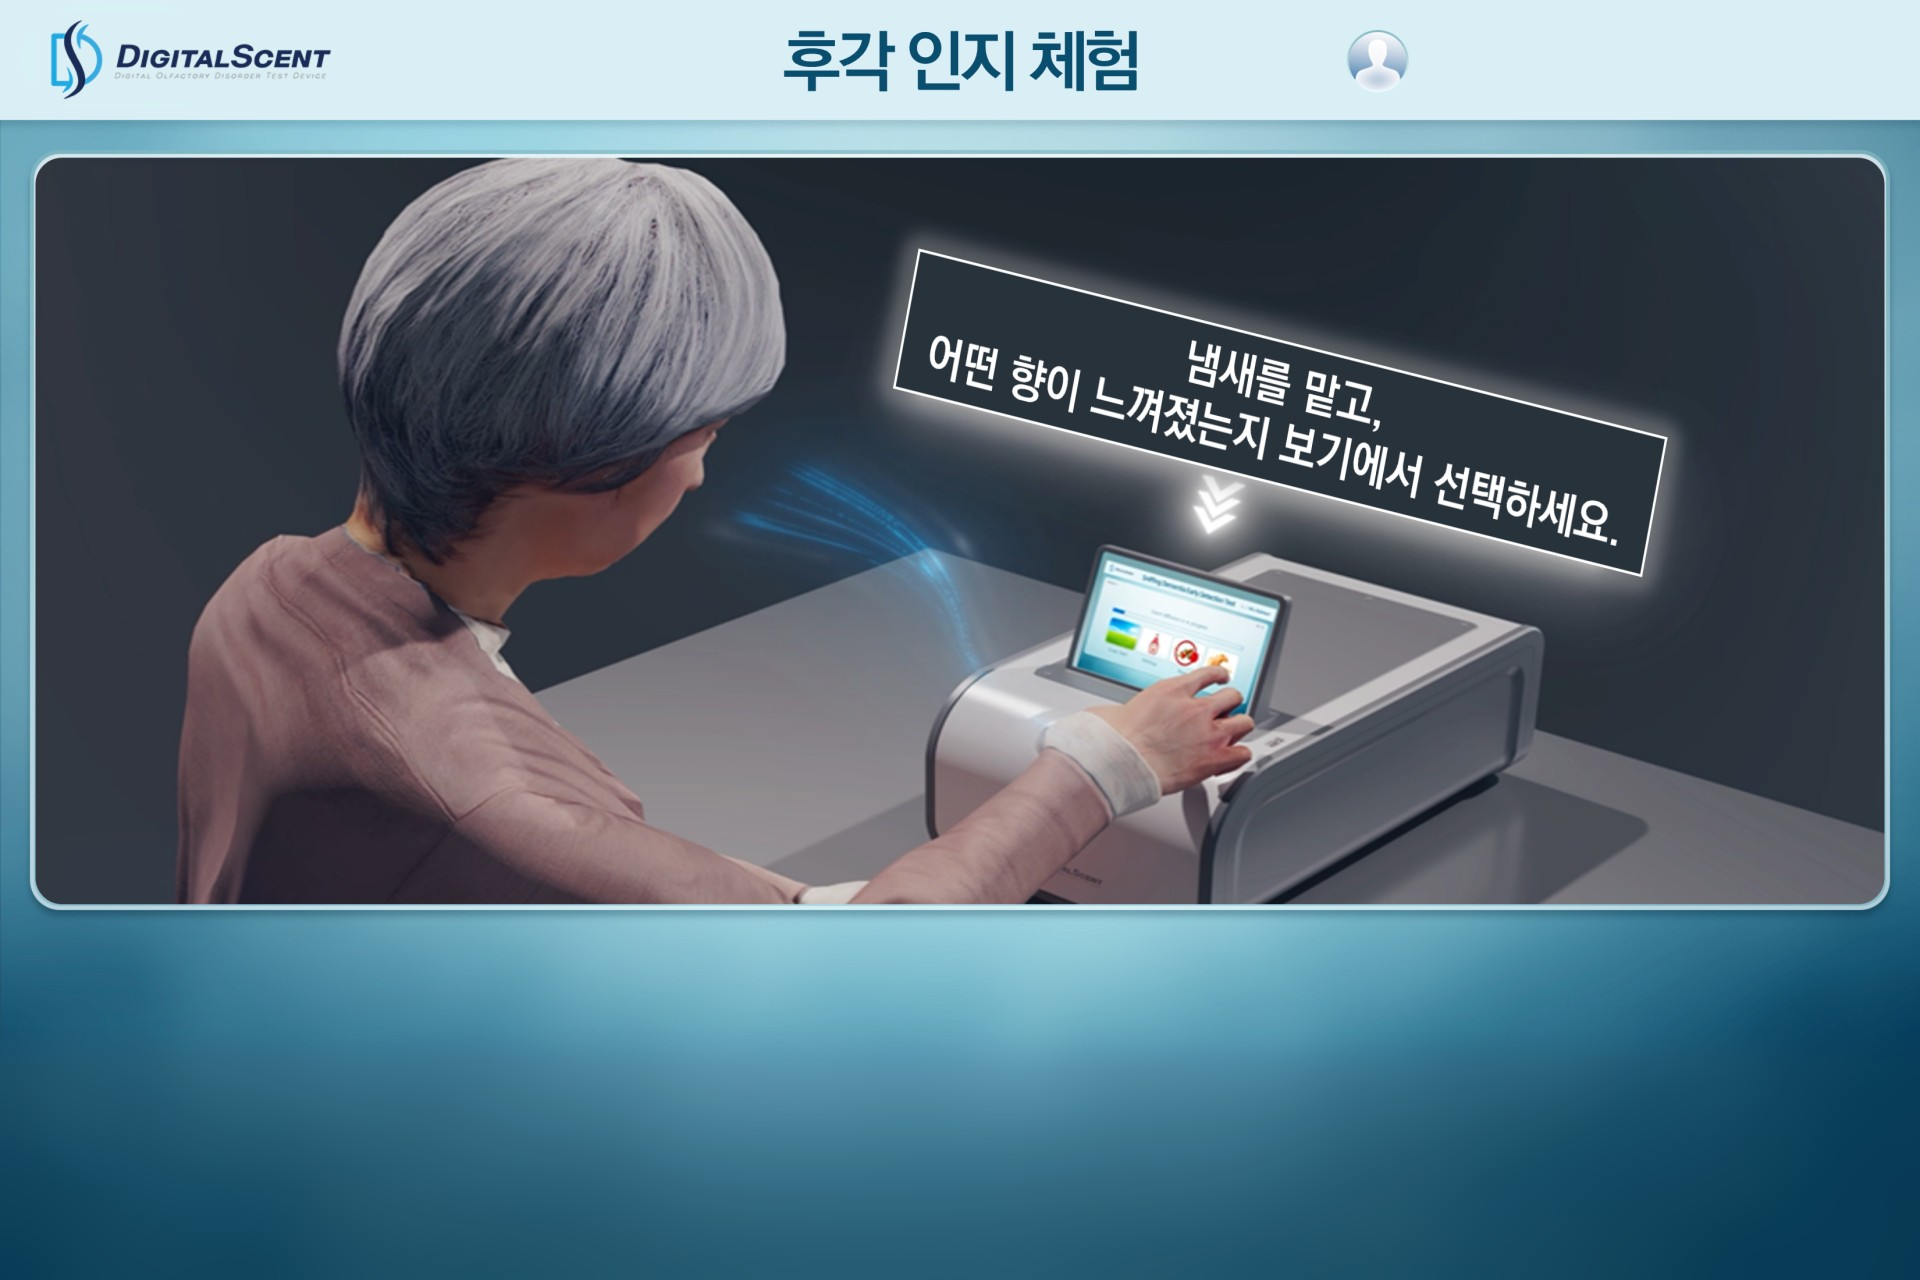 DIGITALSCENT
DIGITAL OLFACTORY DISORDER TEST DEVICE
후각 인지 체험
냄새를 맡고,
어떤 향이 느껴졌는지 보기에서 선택하세요.
Sniffing Dementia Early Detection Test
ALSCENT